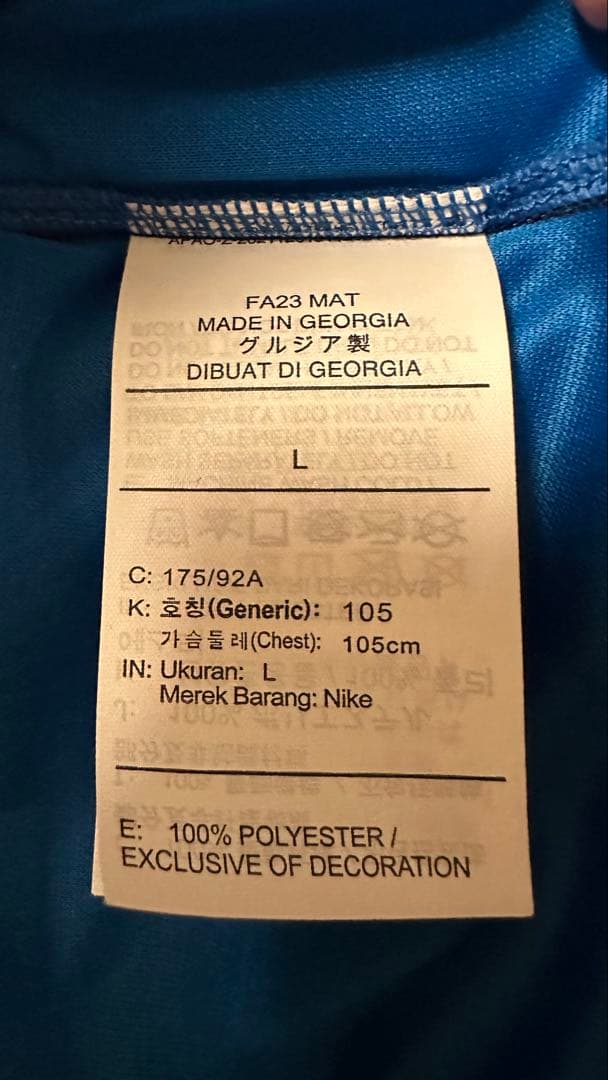 FA23 MAT
MADE IN GEORGIA
グルジア製
DIBUAT DI GEORGIA
L
C: 175/92A
K: 호칭(Generic): 105
가슴둘레(Chest): 105cm
IN: Ukuran: L
Merek Barang: Nike
E: 100% POLYESTER /
EXCLUSIVE OF DECORATION